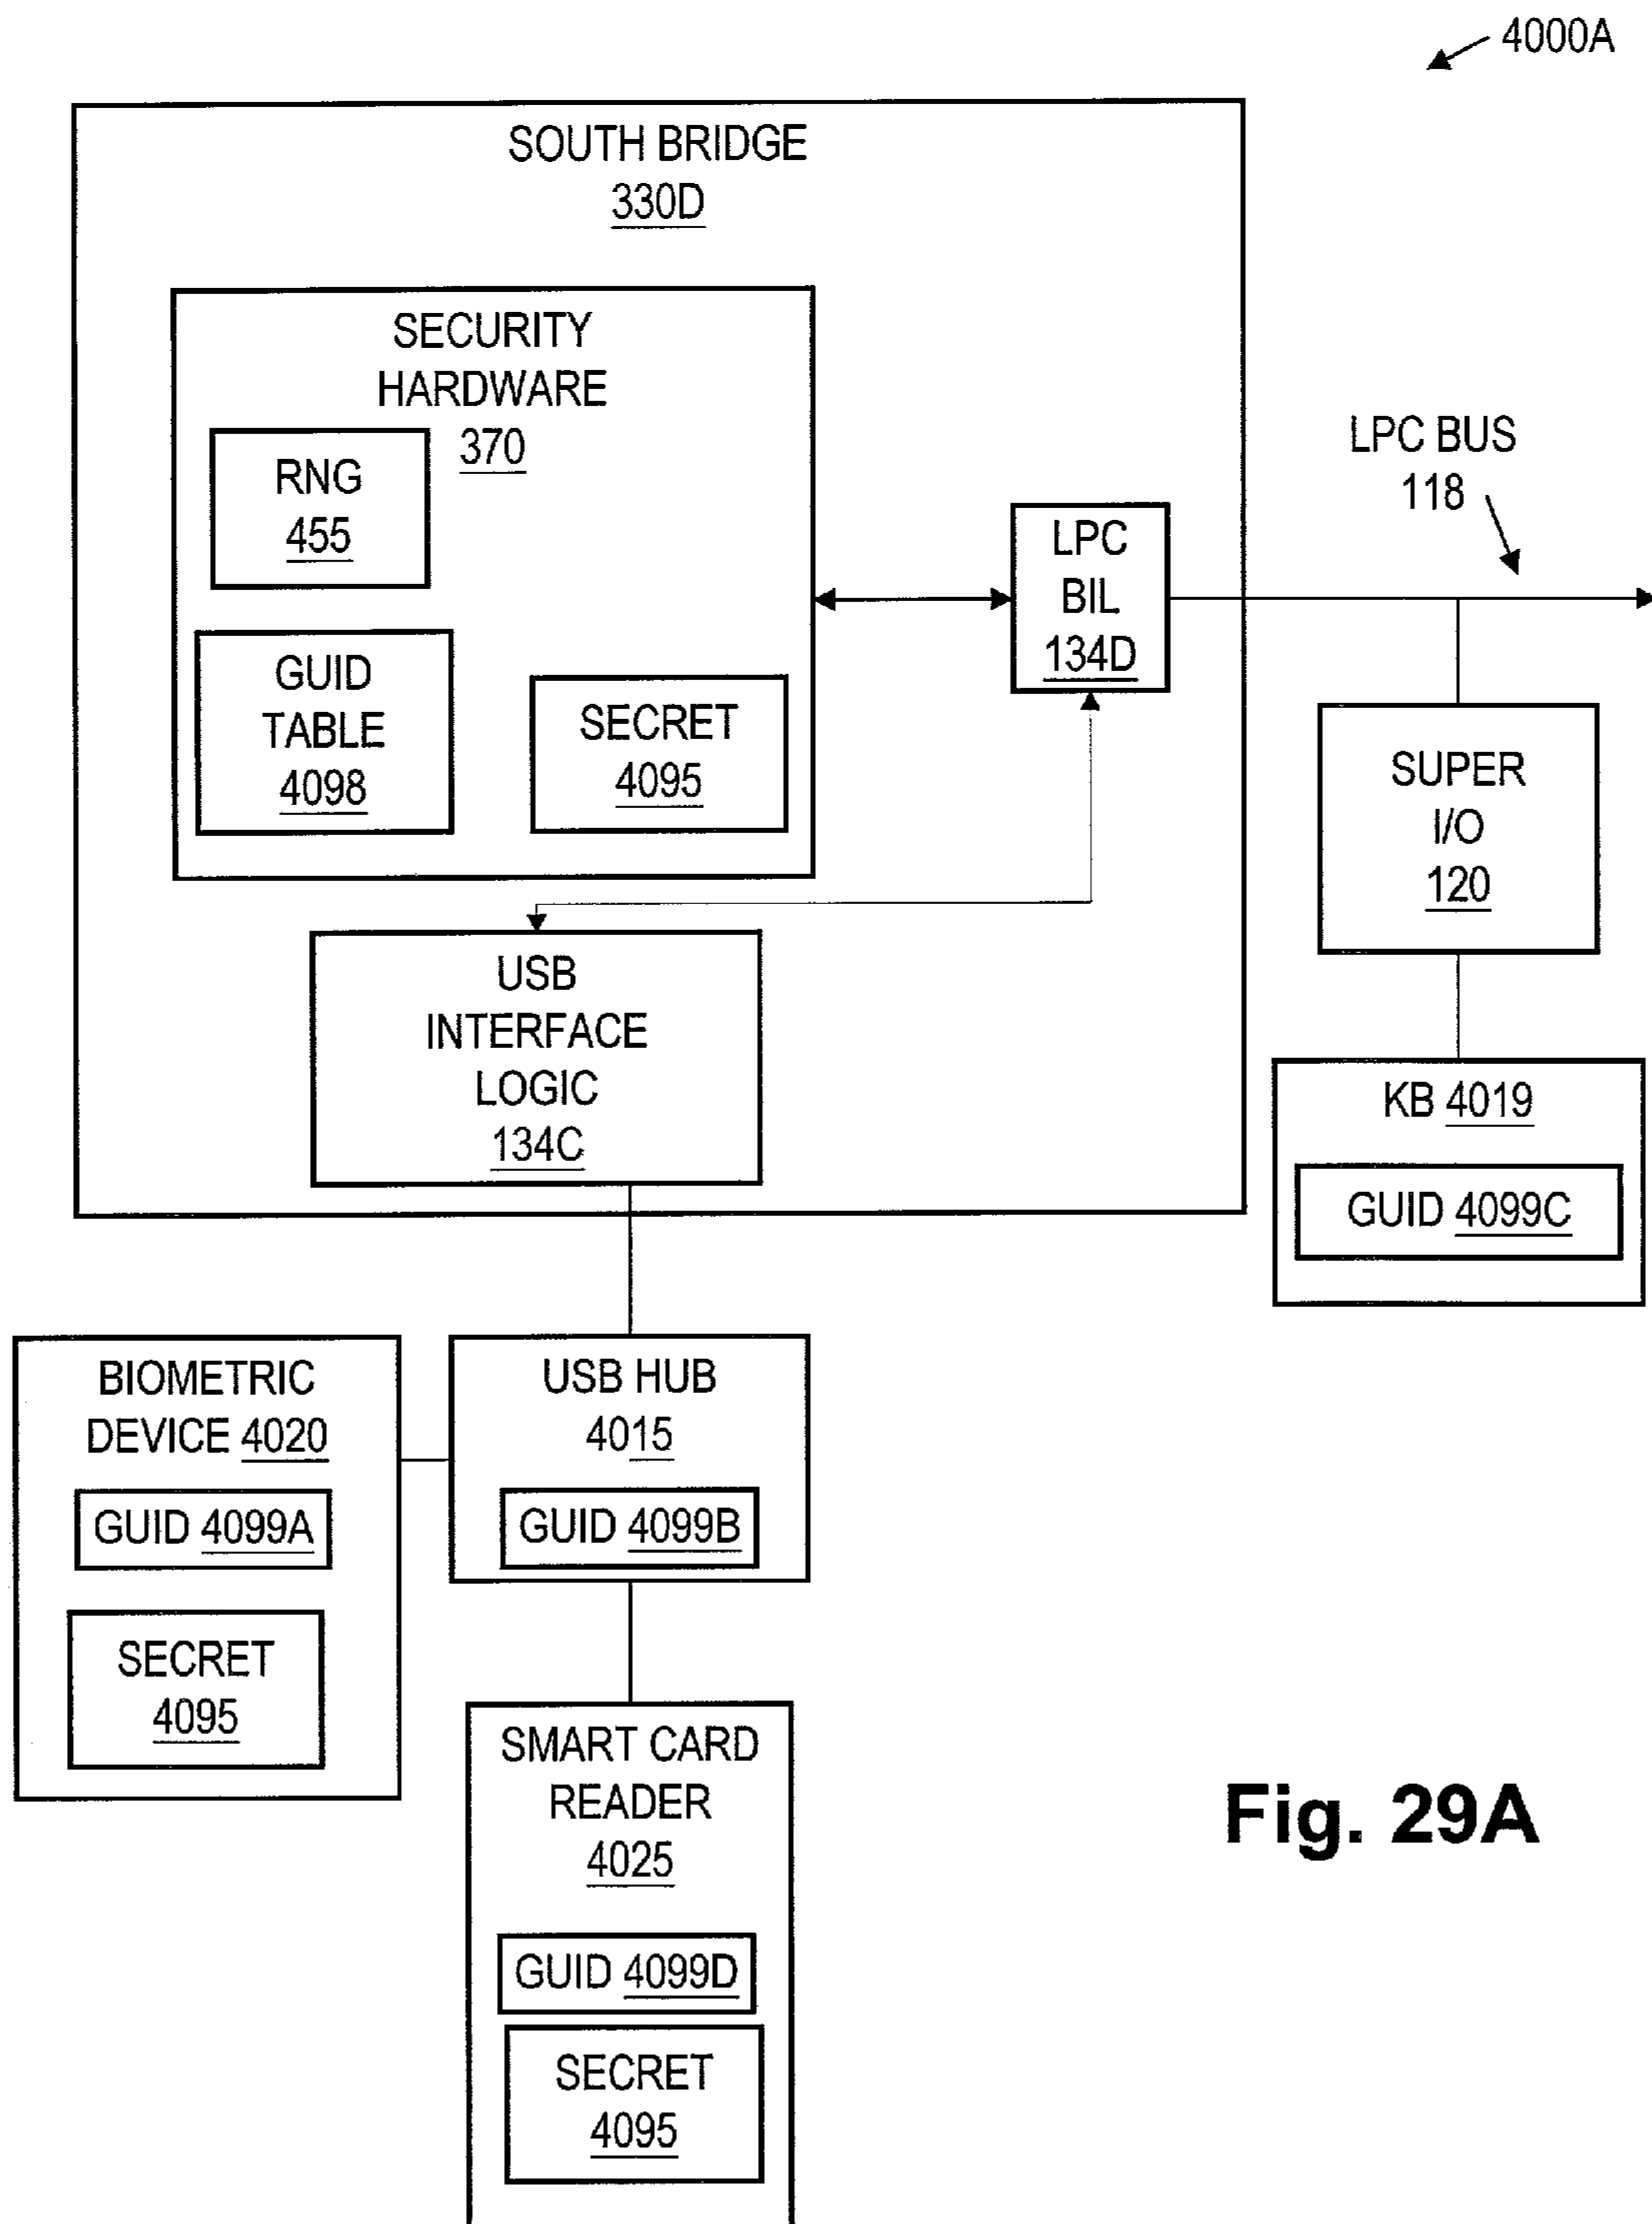 4000A
SOUTH BRIDGE
330D
SECURITY
HARDWARE
370
RNG
455
GUID
TABLE
4098
SECRET
4095
LPC
BIL
134D
LPC BUS
118
SUPER
I/O
120
KB 4019
GUID 4099C
USB
INTERFACE
LOGIC
134C
BIOMETRIC
DEVICE 4020
GUID 4099A
SECRET
4095
USB HUB
4015
GUID 4099B
SMART CARD
READER
4025
GUID 4099D
SECRET
4095
Fig. 29A